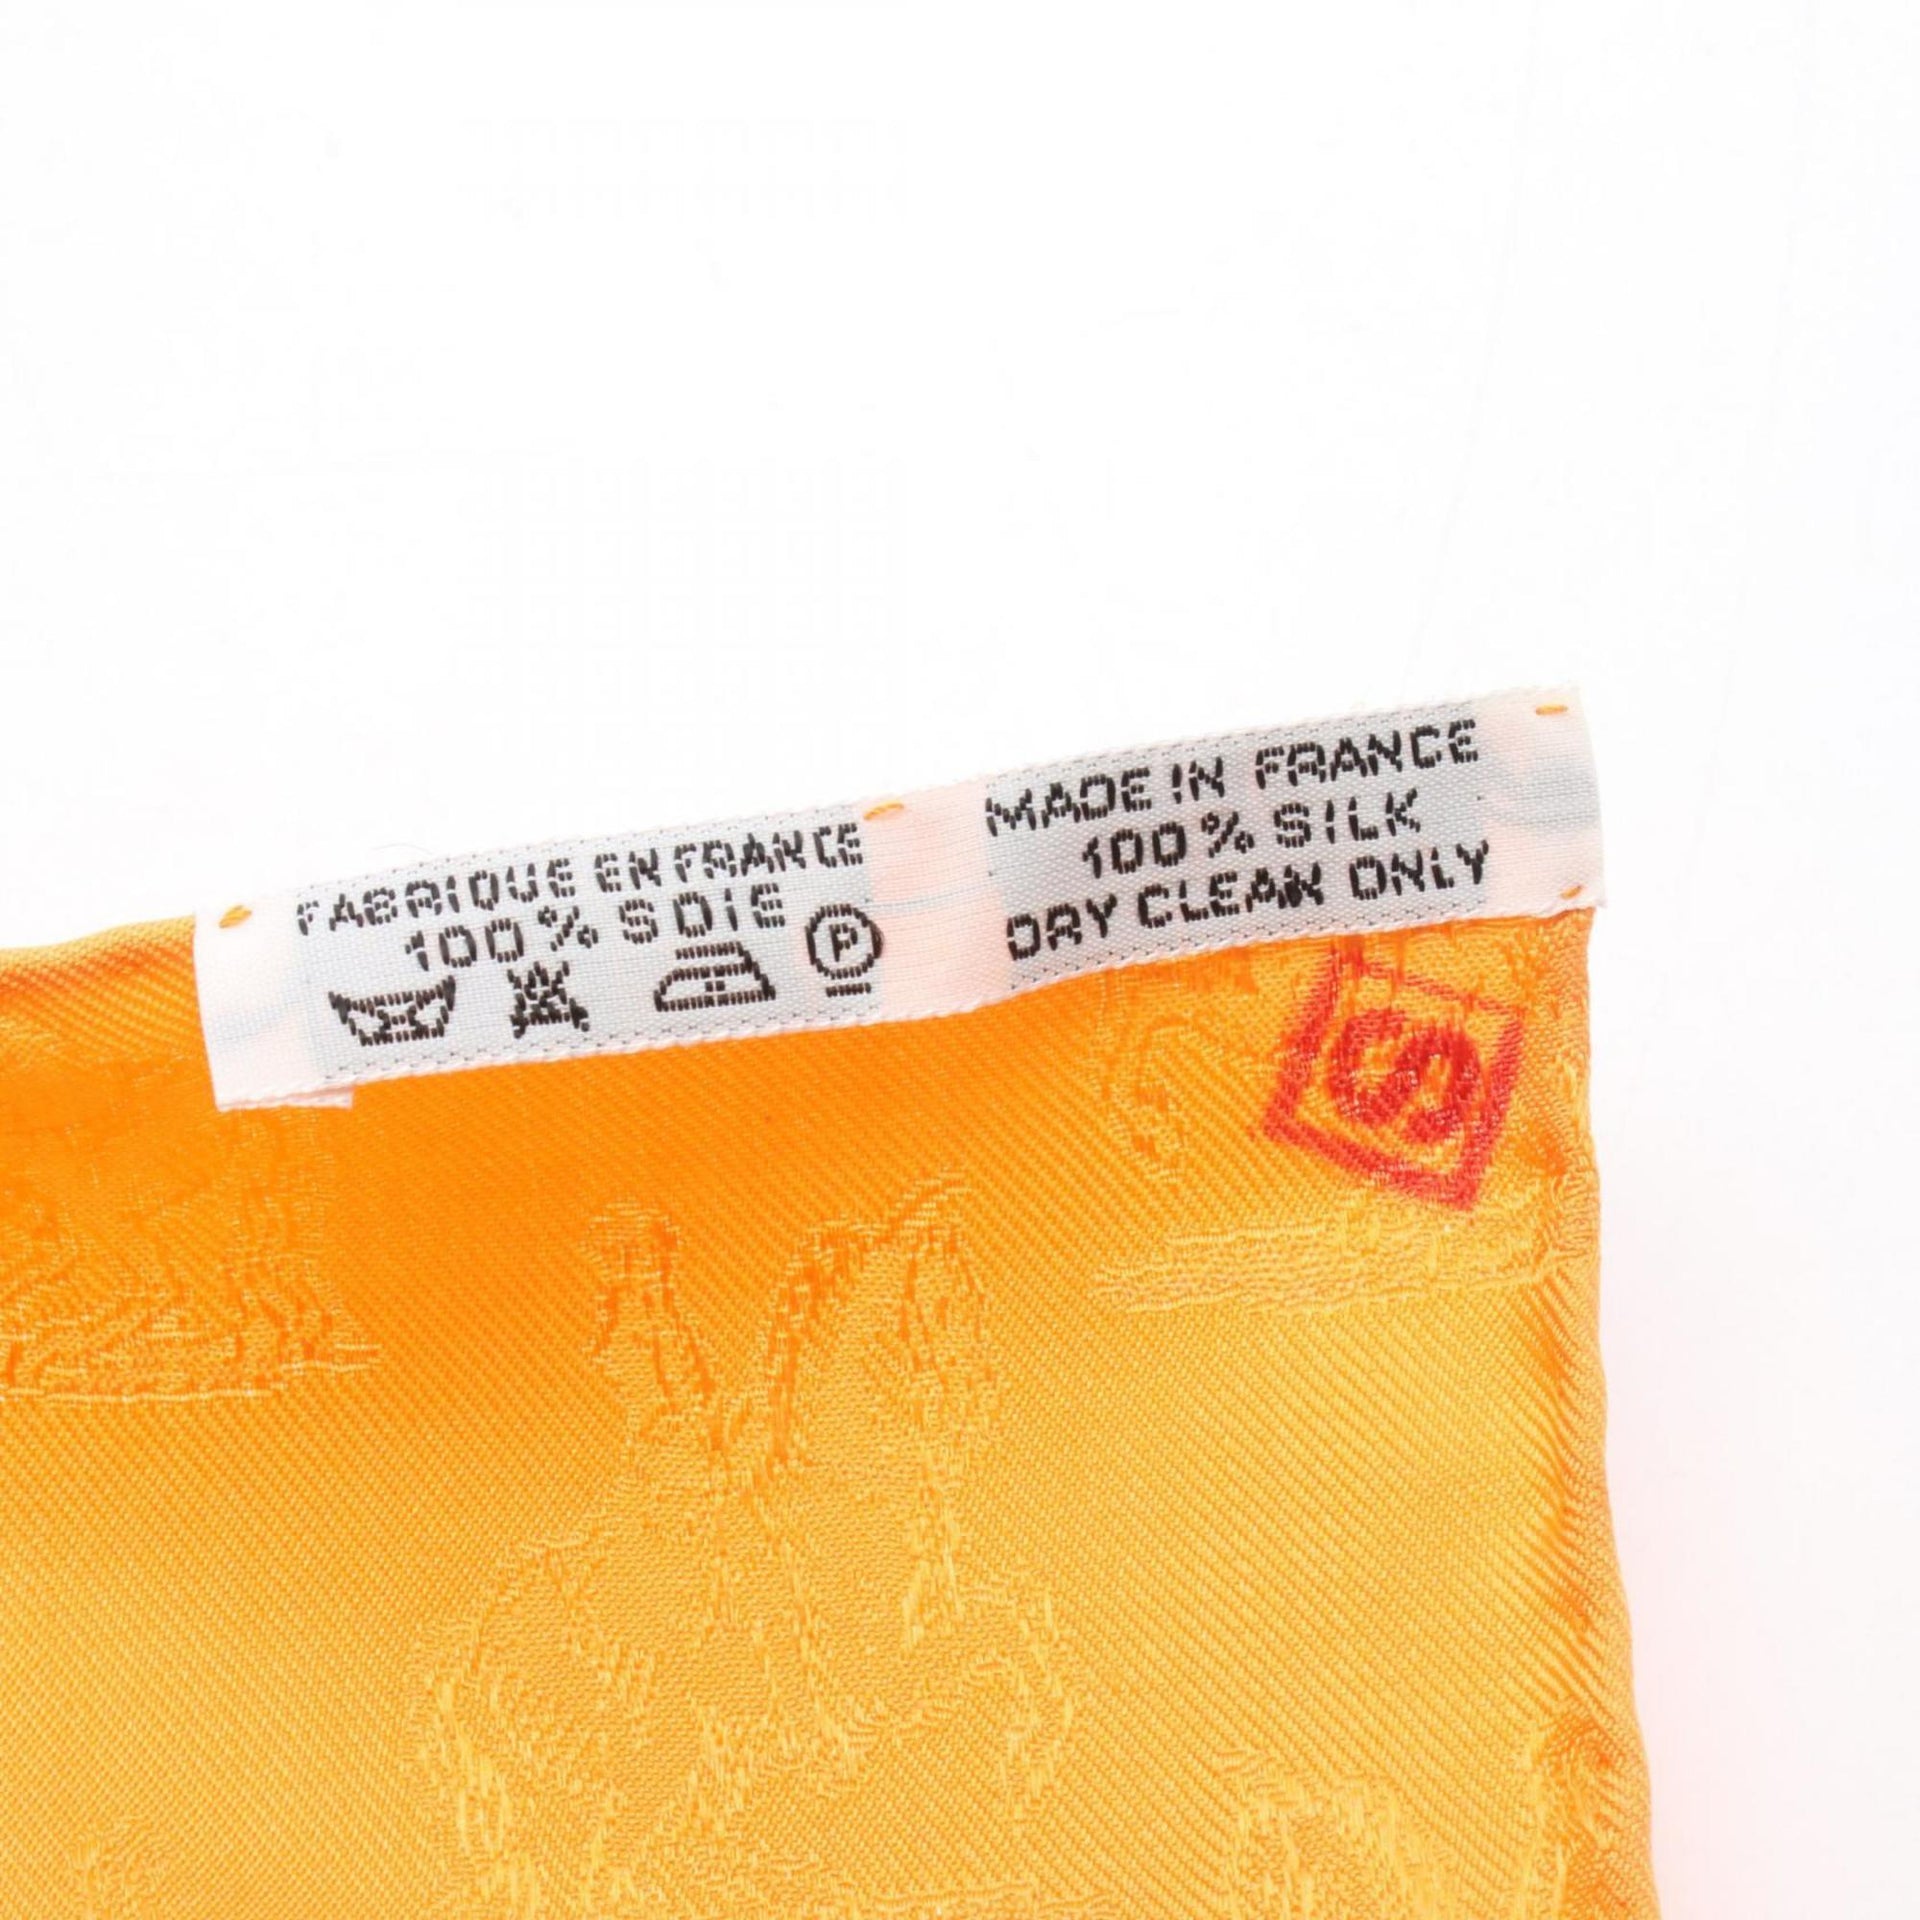 FABRIQUE EN FRANCE
100% SOIE
P
MADE IN FRANCE
100% SILK
DRY CLEAN ONLY
S